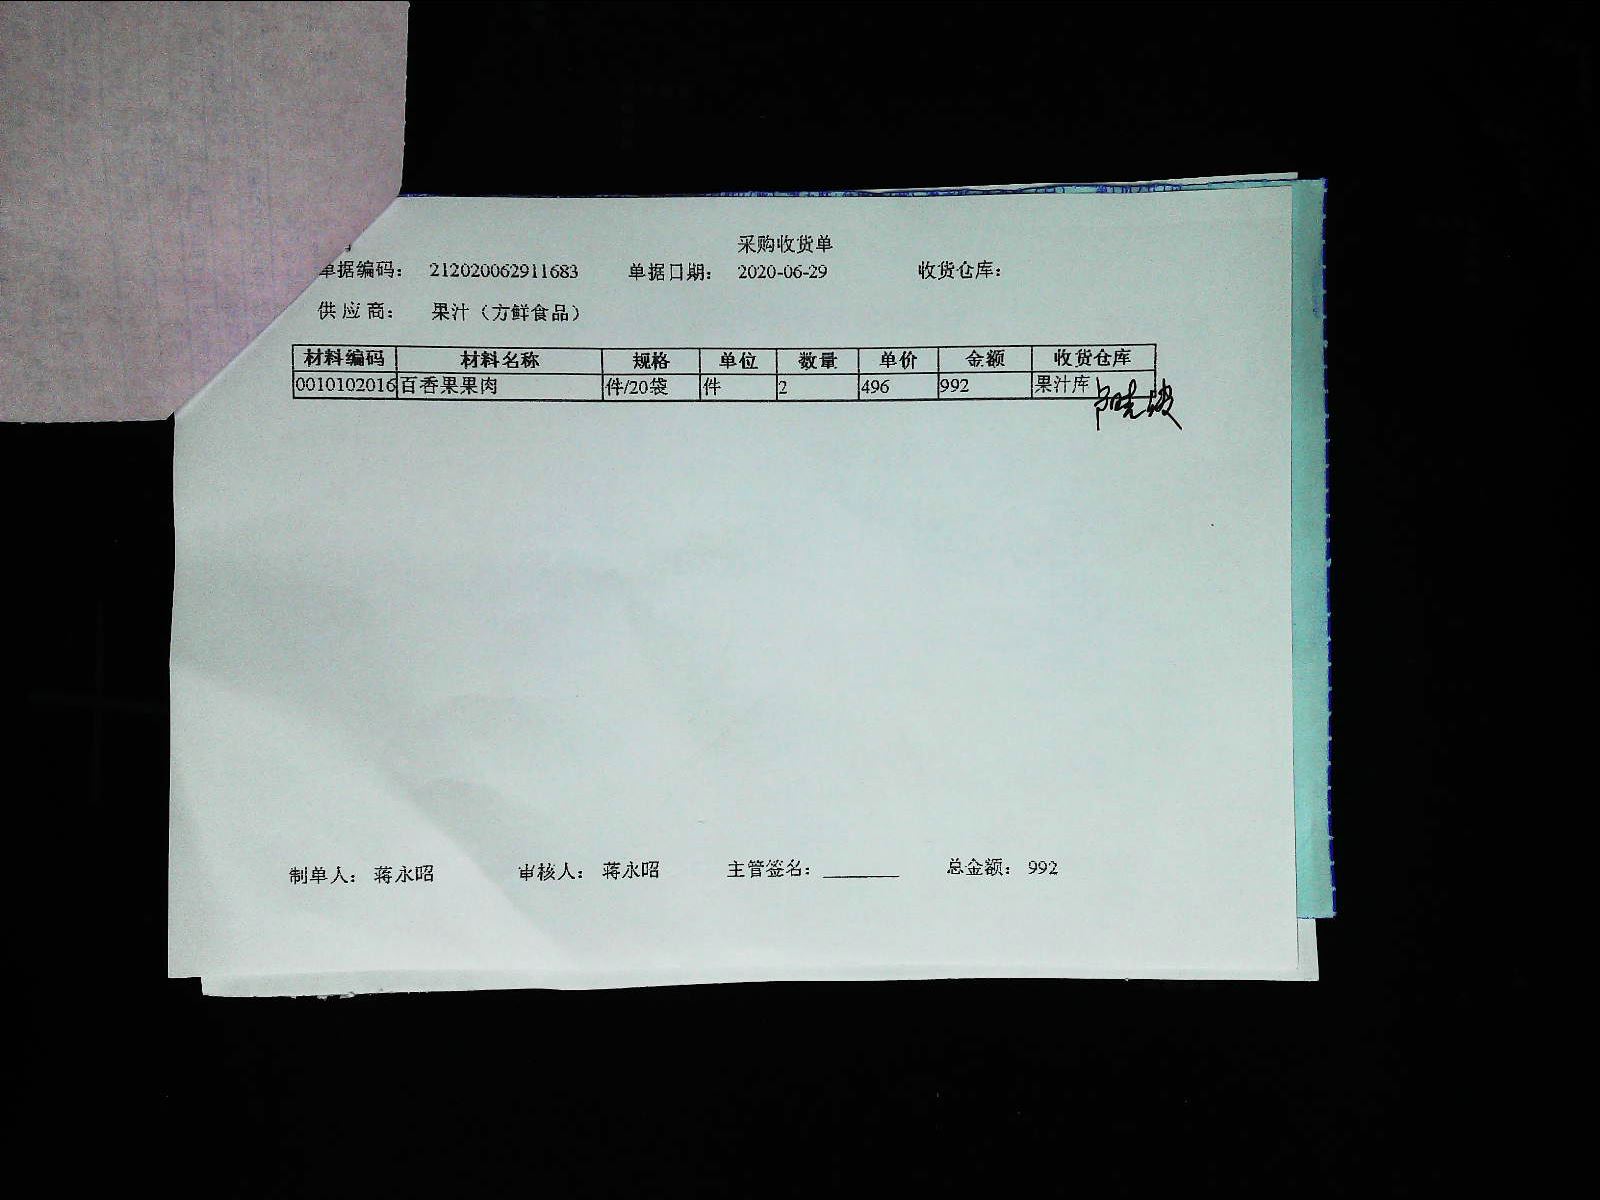 采购收货单
单据编码: 212020062911683 单据日期: 2020-06-29 收货仓库:
供应商: 果汁（方鲜食品）
材料编码 材料名称 规格 单位 数量 单价 金额 收货仓库
0010102016 百香果果肉 件/20袋 件 2 496 992 果汁库
制单人: 蒋永昭 审核人: 蒋永昭 主管签名: ________ 总金额: 992